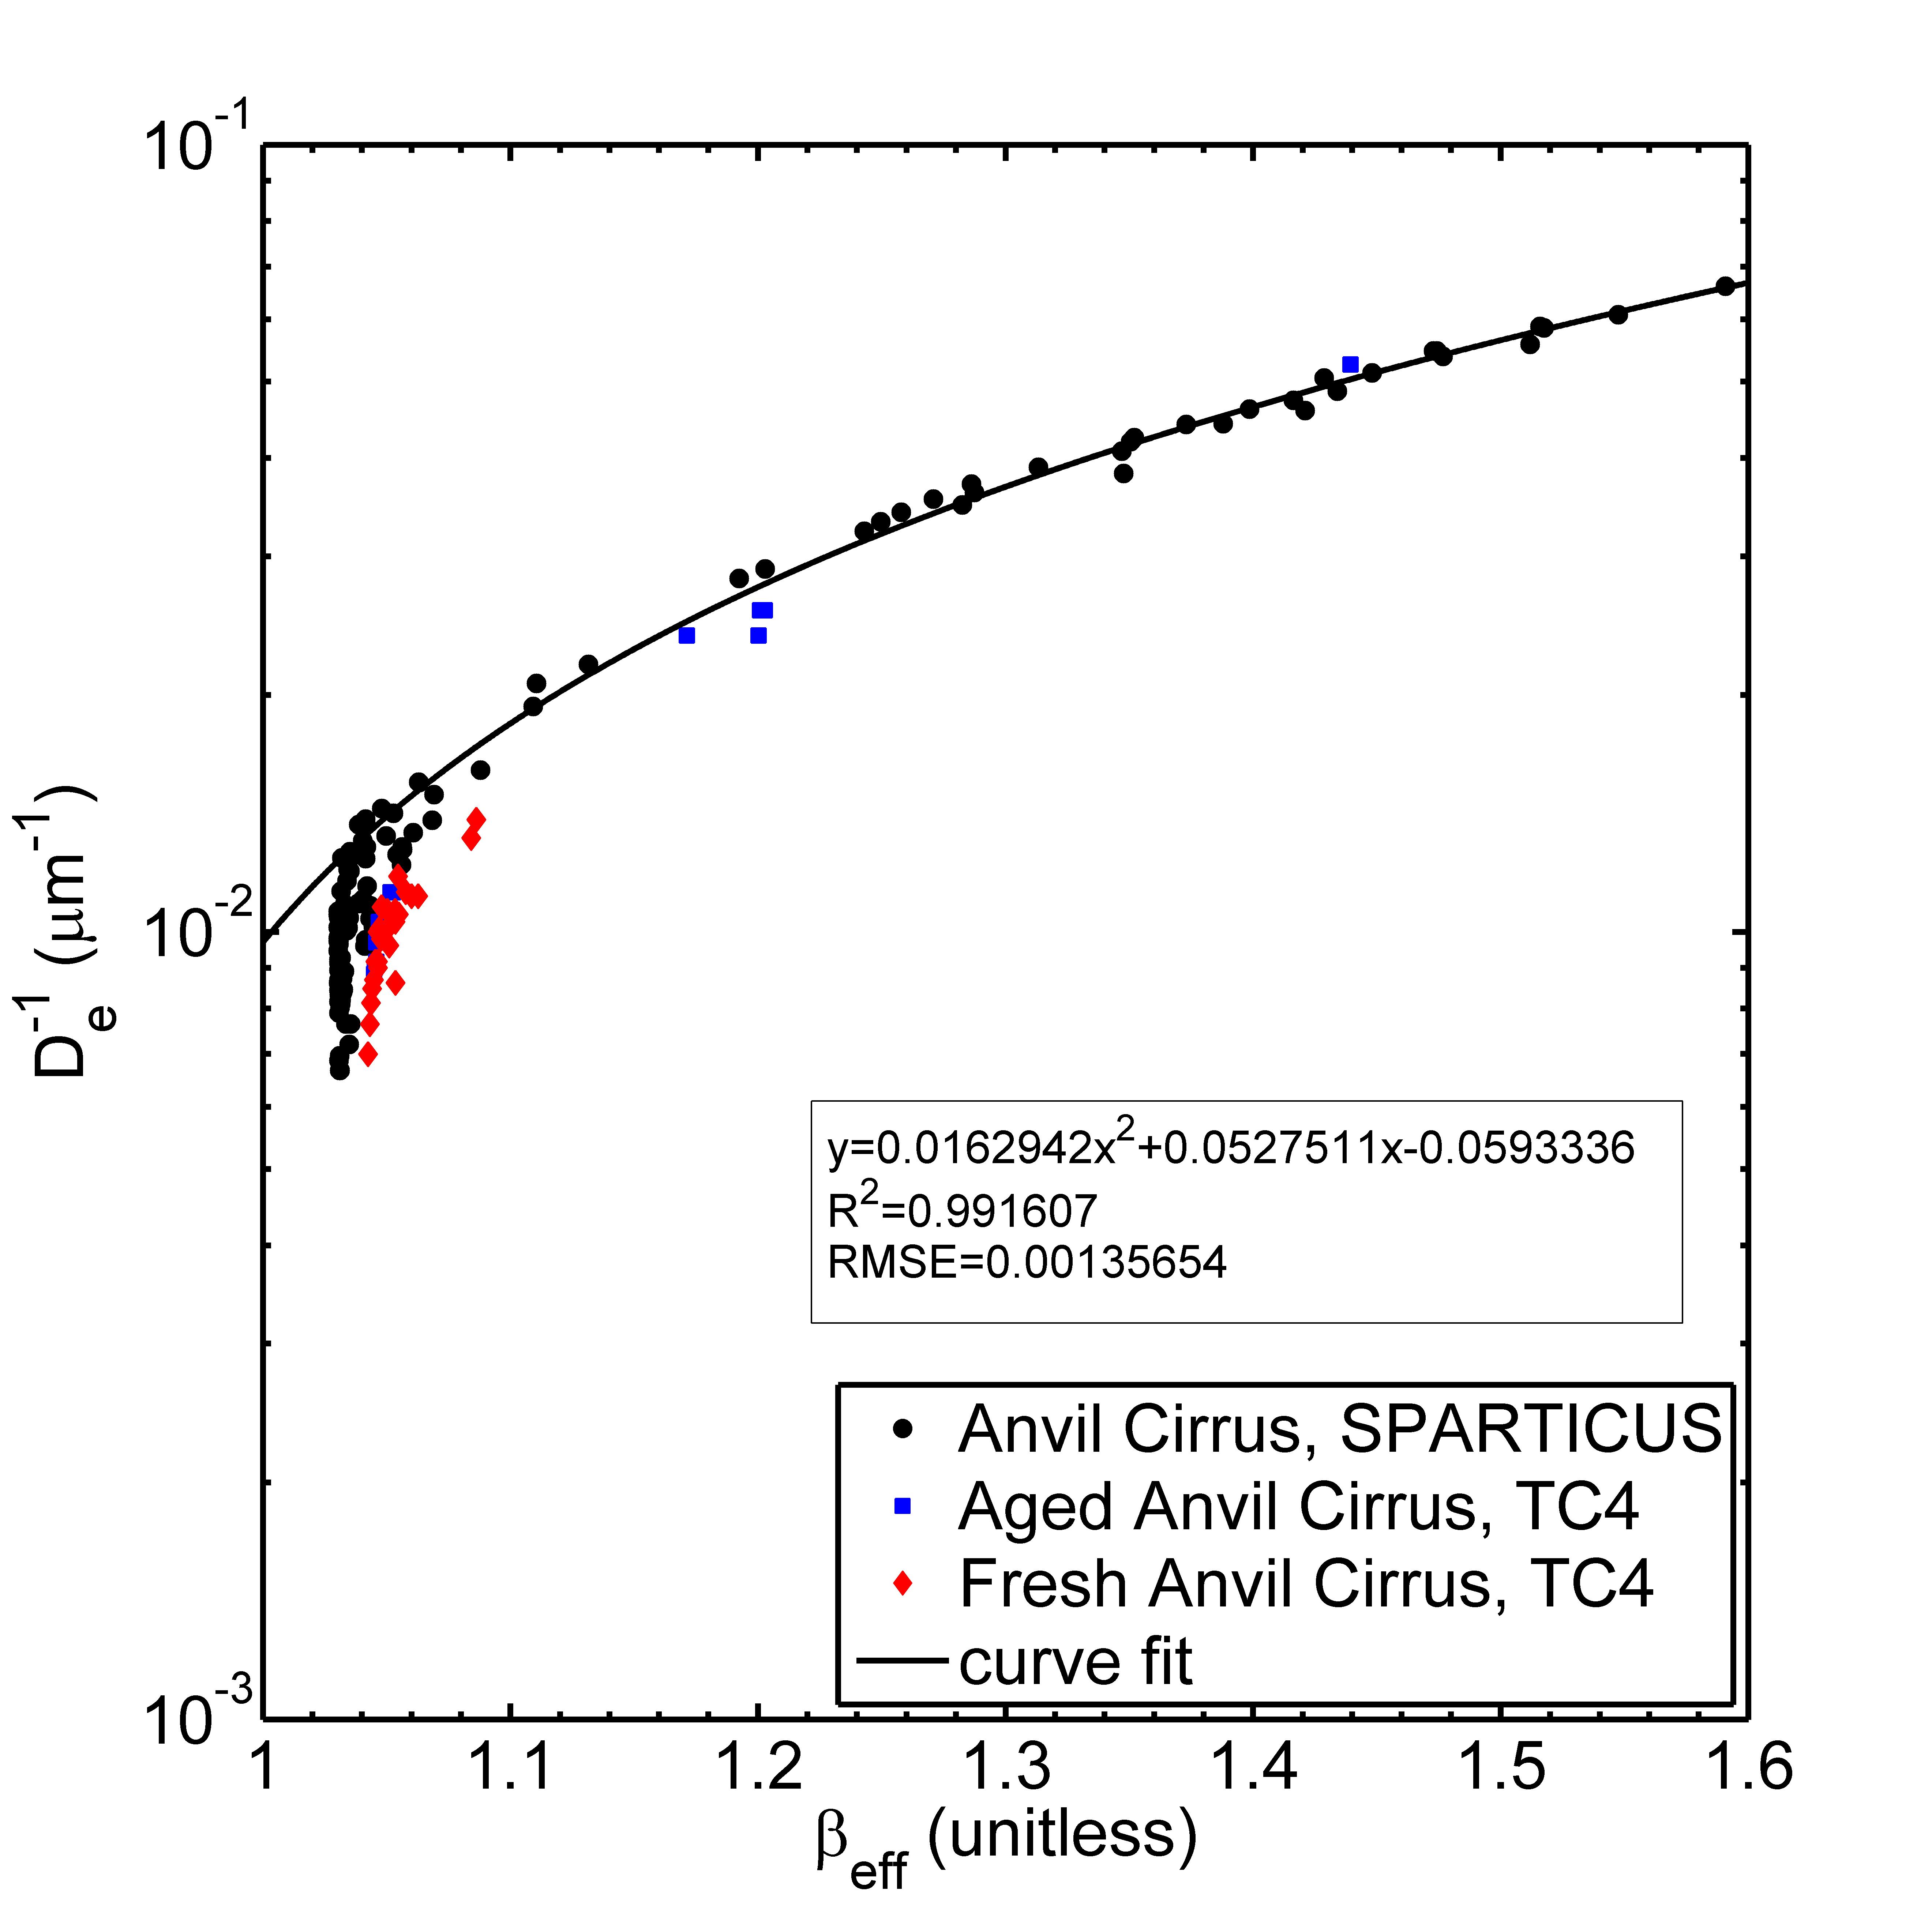 10^-1
10^-2
10^-3
D_e^-1 (μm^-1)
y=0.0162942x^2+0.0527511x-0.0593336
R^2=0.991607
RMSE=0.00135654
Anvil Cirrus, SPARTICUS
Aged Anvil Cirrus, TC4
Fresh Anvil Cirrus, TC4
curve fit
1 1.1 1.2 1.3 1.4 1.5 1.6
β_eff (unitless)